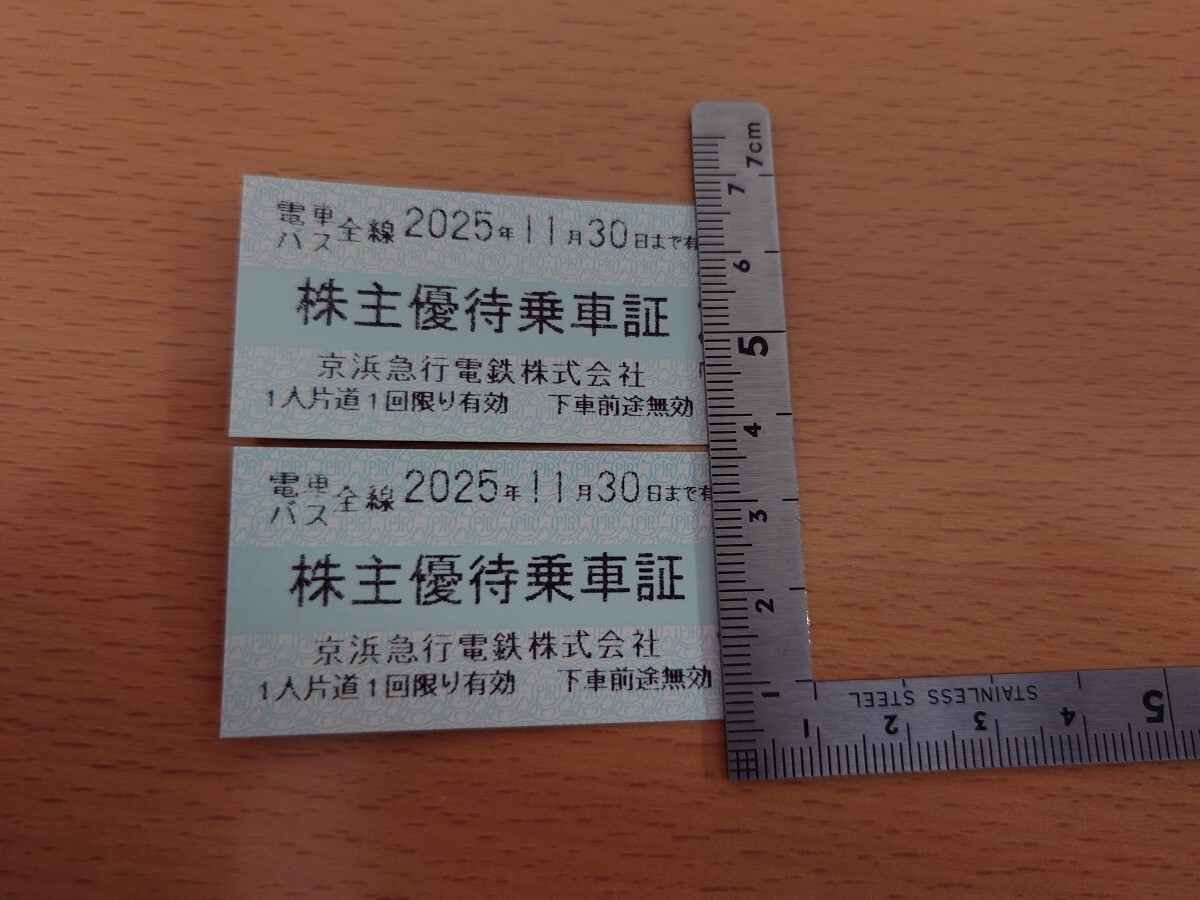 電車
バス全線2025年11月30日まで有
株主優待乗車証
京浜急行電鉄株式会社
1人片道1回限り有効 下車前途無効
電車
バス全線2025年11月30日まで有
株主優待乗車証
京浜急行電鉄株式会社
1人片道1回限り有効 下車前途無効
7cm
7
6
5
4
3
2
1
1 2 3 4 5
STAINLESS STEEL